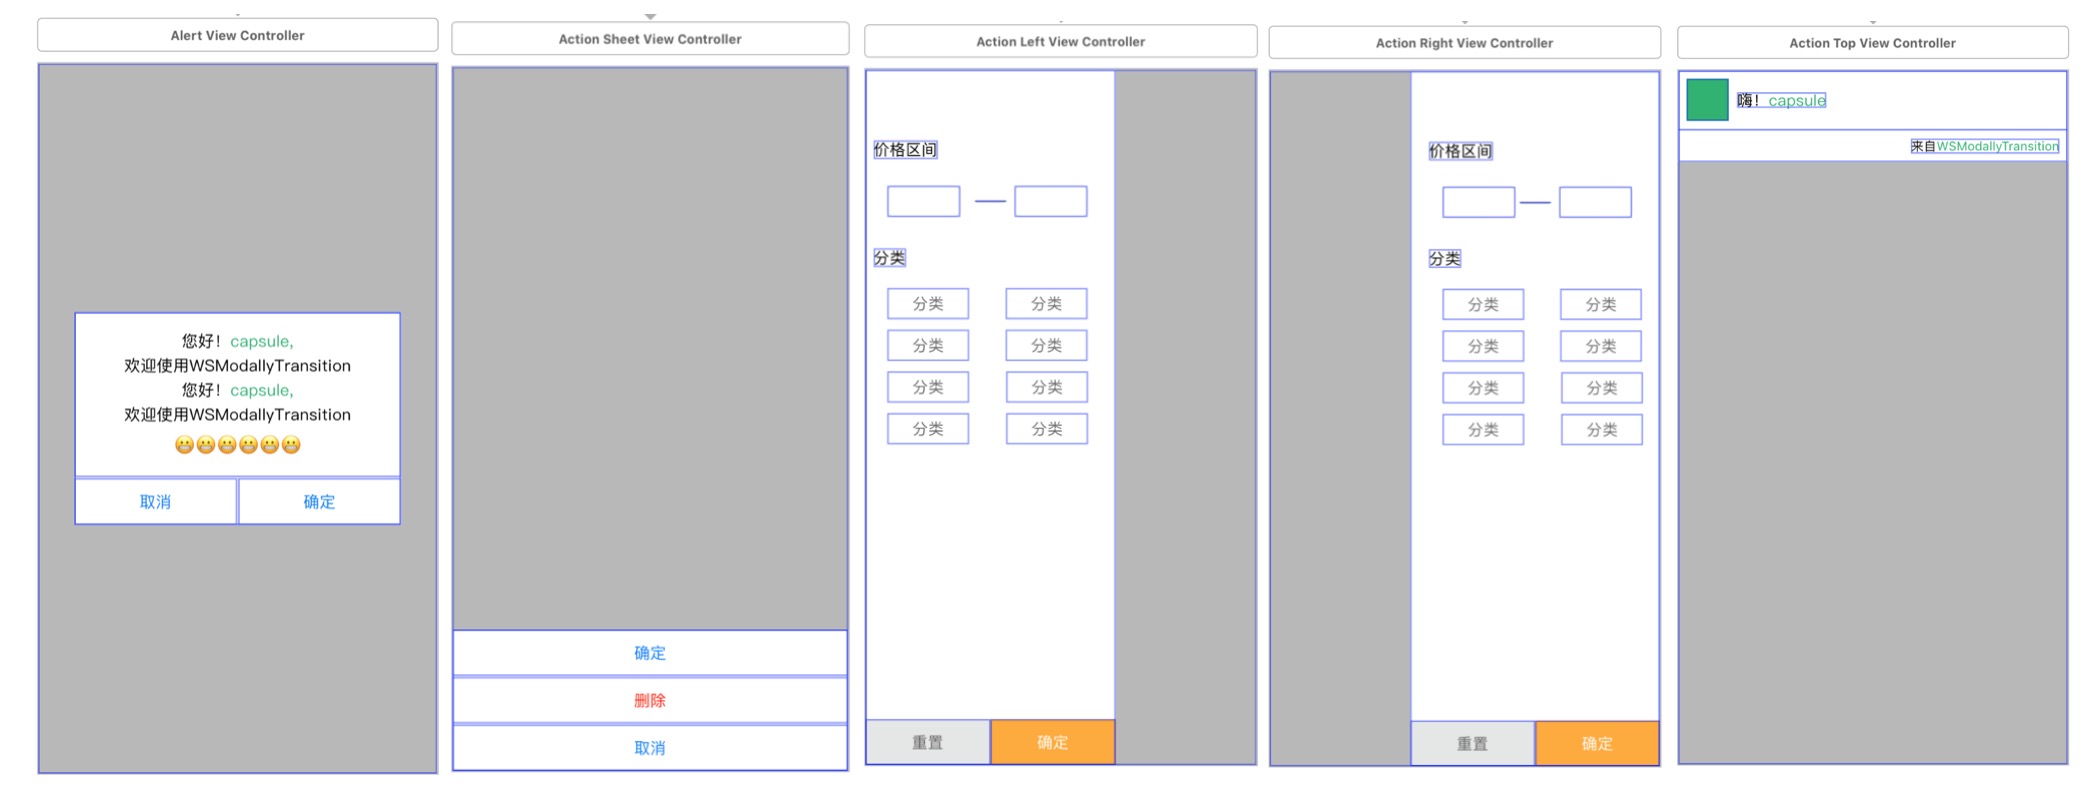 Alert View Controller
您好！capsule,
欢迎使用WSModallyTransition
您好！capsule,
欢迎使用WSModallyTransition
😬😬😬😬😬😬
取消
确定
Action Sheet View Controller
确定
删除
取消
Action Left View Controller
价格区间
分类
分类 分类
分类 分类
分类 分类
分类 分类
重置 确定
Action Right View Controller
价格区间
分类
分类 分类
分类 分类
分类 分类
分类 分类
重置 确定
Action Top View Controller
嗨！capsule
来自WSModallyTransition